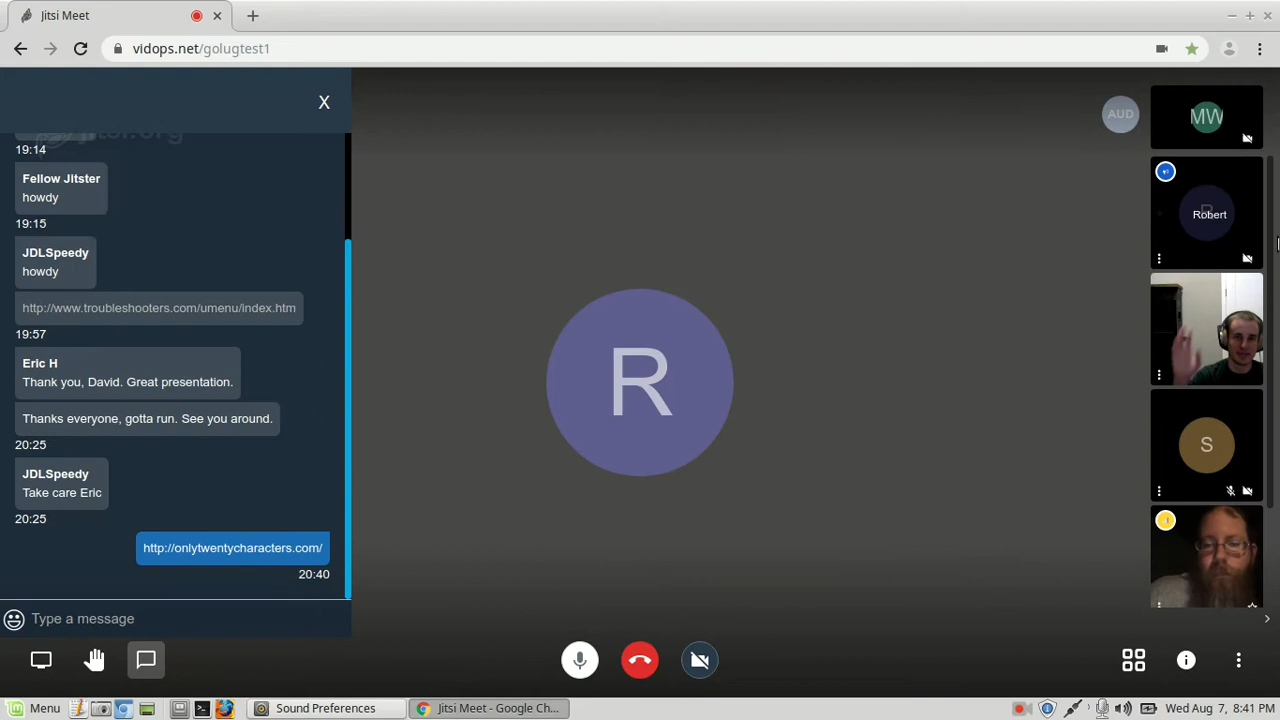 Jitsi Meet
vidops.net/golugtest1
X
jitsi.org
19:14
Fellow Jitster
howdy
19:15
JDLSpeedy
howdy
http://www.troubleshooters.com/umenu/index.htm
19:57
Eric H
Thank you, David. Great presentation.
Thanks everyone, gotta run. See you around.
20:25
JDLSpeedy
Take care Eric
20:25
http://onlytwentycharacters.com/
20:40
Type a message
R
AUD
MW
R
Robert
S
Menu
Sound Preferences
Jitsi Meet - Google Ch...
Wed Aug 7, 8:41 PM